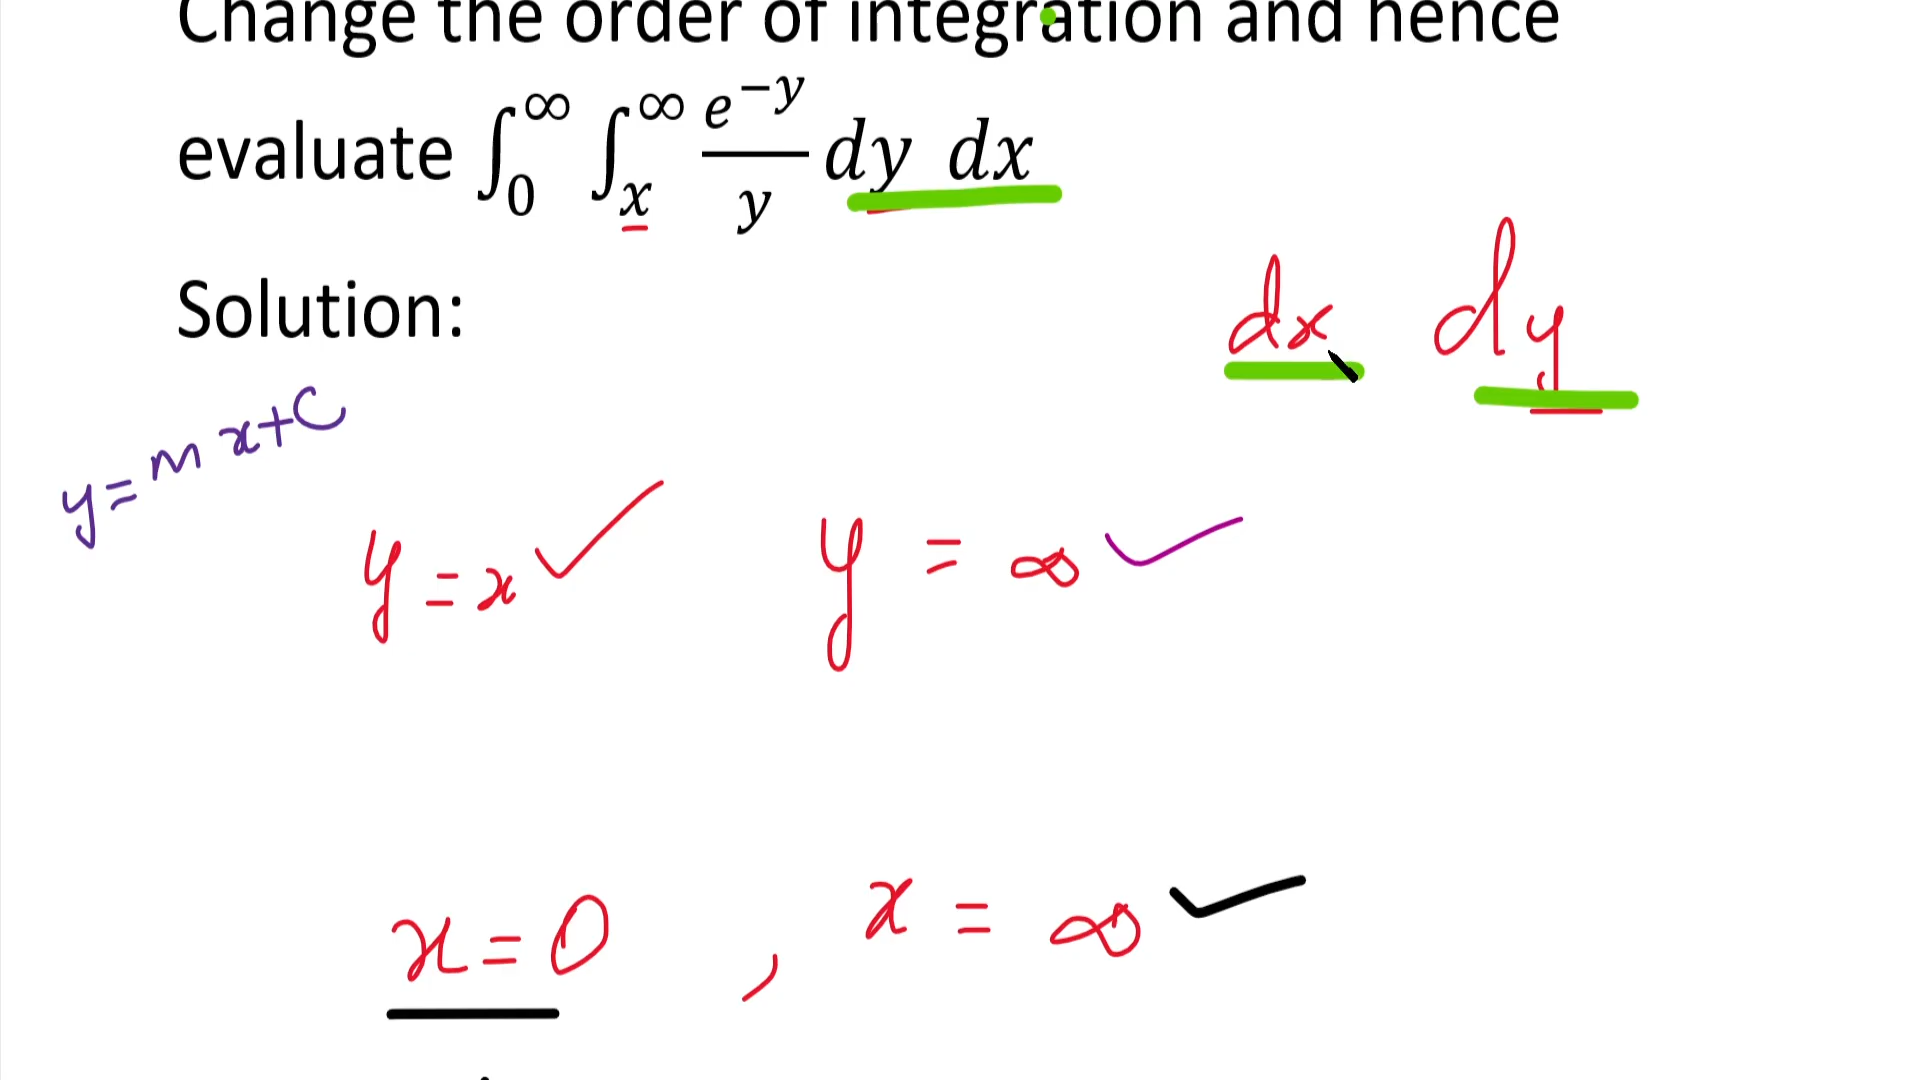 Change the order of integration and hence
evaluate ∫₀^∞ ∫ₓ^∞ e^{-y}/y dy dx
Solution:
dx dy
y = mx+c
y = x y = ∞
x = 0 , x = ∞